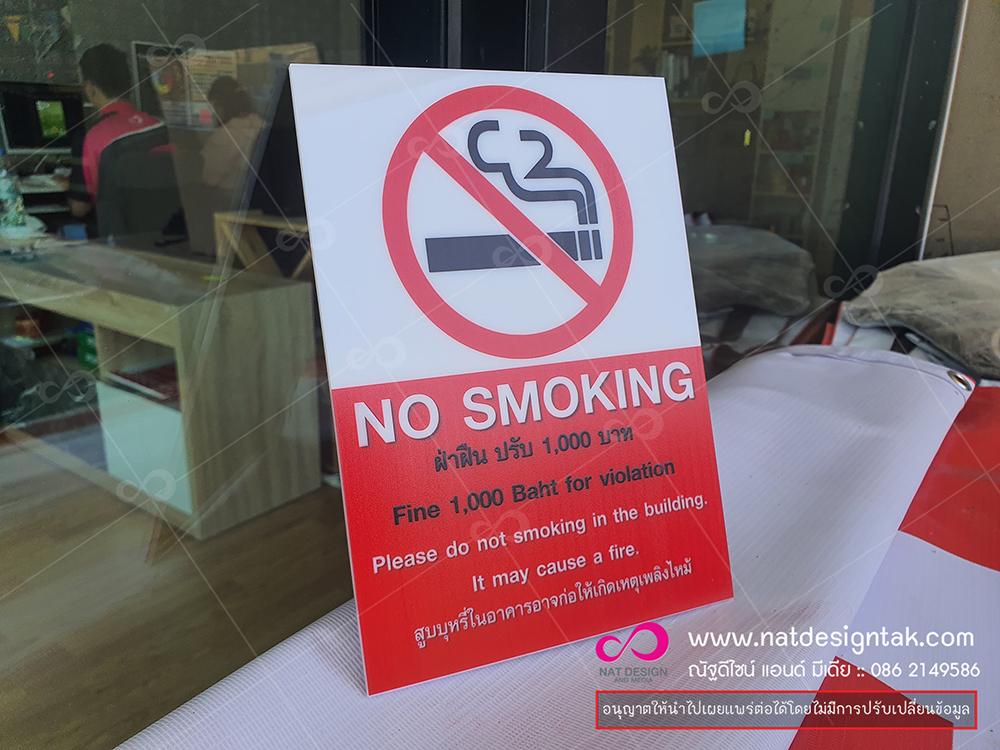 NO SMOKING
ฝ่าฝืน ปรับ 1,000 บาท
Fine 1,000 Baht for violation
Please do not smoking in the building.
It may cause a fire.
สูบบุหรี่ในอาคารอาจก่อให้เกิดเหตุเพลิงไหม้
NAT DESIGN
AND MEDIA
www.natdesigntak.com
ณัฐดีไซน์ แอนด์ มีเดีย :: 086 2149586
อนุญาตให้นำไปเผยแพร่ต่อได้โดยไม่มีการปรับเปลี่ยนข้อมูล